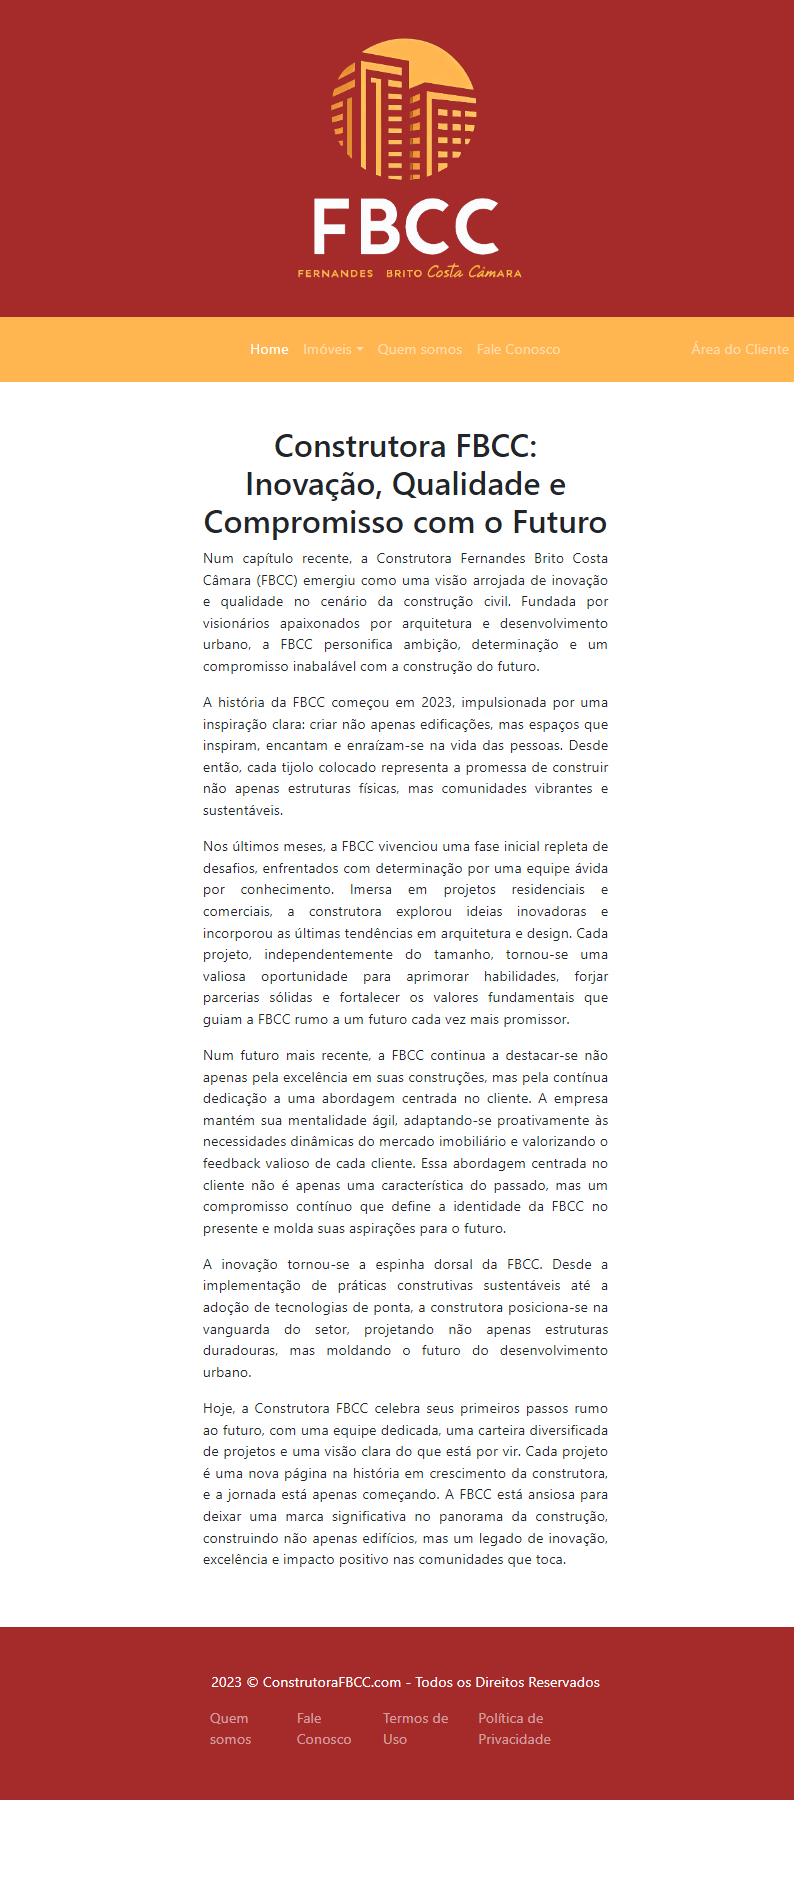 FBCC
FERNANDES BRITO Costa Câmara
Home Imóveis Quem somos Fale Conosco Área do Cliente
Construtora FBCC:
Inovação, Qualidade e
Compromisso com o Futuro
Num capítulo recente, a Construtora Fernandes Brito Costa
Câmara (FBCC) emergiu como uma visão arrojada de inovação
e qualidade no cenário da construção civil. Fundada por
visionários apaixonados por arquitetura e desenvolvimento
urbano, a FBCC personifica ambição, determinação e um
compromisso inabalável com a construção do futuro.
A história da FBCC começou em 2023, impulsionada por uma
inspiração clara: criar não apenas edificações, mas espaços que
inspiram, encantam e enraízam-se na vida das pessoas. Desde
então, cada tijolo colocado representa a promessa de construir
não apenas estruturas físicas, mas comunidades vibrantes e
sustentáveis.
Nos últimos meses, a FBCC vivenciou uma fase inicial repleta de
desafios, enfrentados com determinação por uma equipe ávida
por conhecimento. Imersa em projetos residenciais e
comerciais, a construtora explorou ideias inovadoras e
incorporou as últimas tendências em arquitetura e design. Cada
projeto, independentemente do tamanho, tornou-se uma
valiosa oportunidade para aprimorar habilidades, forjar
parcerias sólidas e fortalecer os valores fundamentais que
guiam a FBCC rumo a um futuro cada vez mais promissor.
Num futuro mais recente, a FBCC continua a destacar-se não
apenas pela excelência em suas construções, mas pela contínua
dedicação a uma abordagem centrada no cliente. A empresa
mantém sua mentalidade ágil, adaptando-se proativamente às
necessidades dinâmicas do mercado imobiliário e valorizando o
feedback valioso de cada cliente. Essa abordagem centrada no
cliente não é apenas uma característica do passado, mas um
compromisso contínuo que define a identidade da FBCC no
presente e molda suas aspirações para o futuro.
A inovação tornou-se a espinha dorsal da FBCC. Desde a
implementação de práticas construtivas sustentáveis até a
adoção de tecnologias de ponta, a construtora posiciona-se na
vanguarda do setor, projetando não apenas estruturas
duradouras, mas moldando o futuro do desenvolvimento
urbano.
Hoje, a Construtora FBCC celebra seus primeiros passos rumo
ao futuro, com uma equipe dedicada, uma carteira diversificada
de projetos e uma visão clara do que está por vir. Cada projeto
é uma nova página na história em crescimento da construtora,
e a jornada está apenas começando. A FBCC está ansiosa para
deixar uma marca significativa no panorama da construção,
construindo não apenas edifícios, mas um legado de inovação,
excelência e impacto positivo nas comunidades que toca.
2023 © ConstrutoraFBCC.com - Todos os Direitos Reservados
Quem somos
Fale Conosco
Termos de Uso
Política de Privacidade